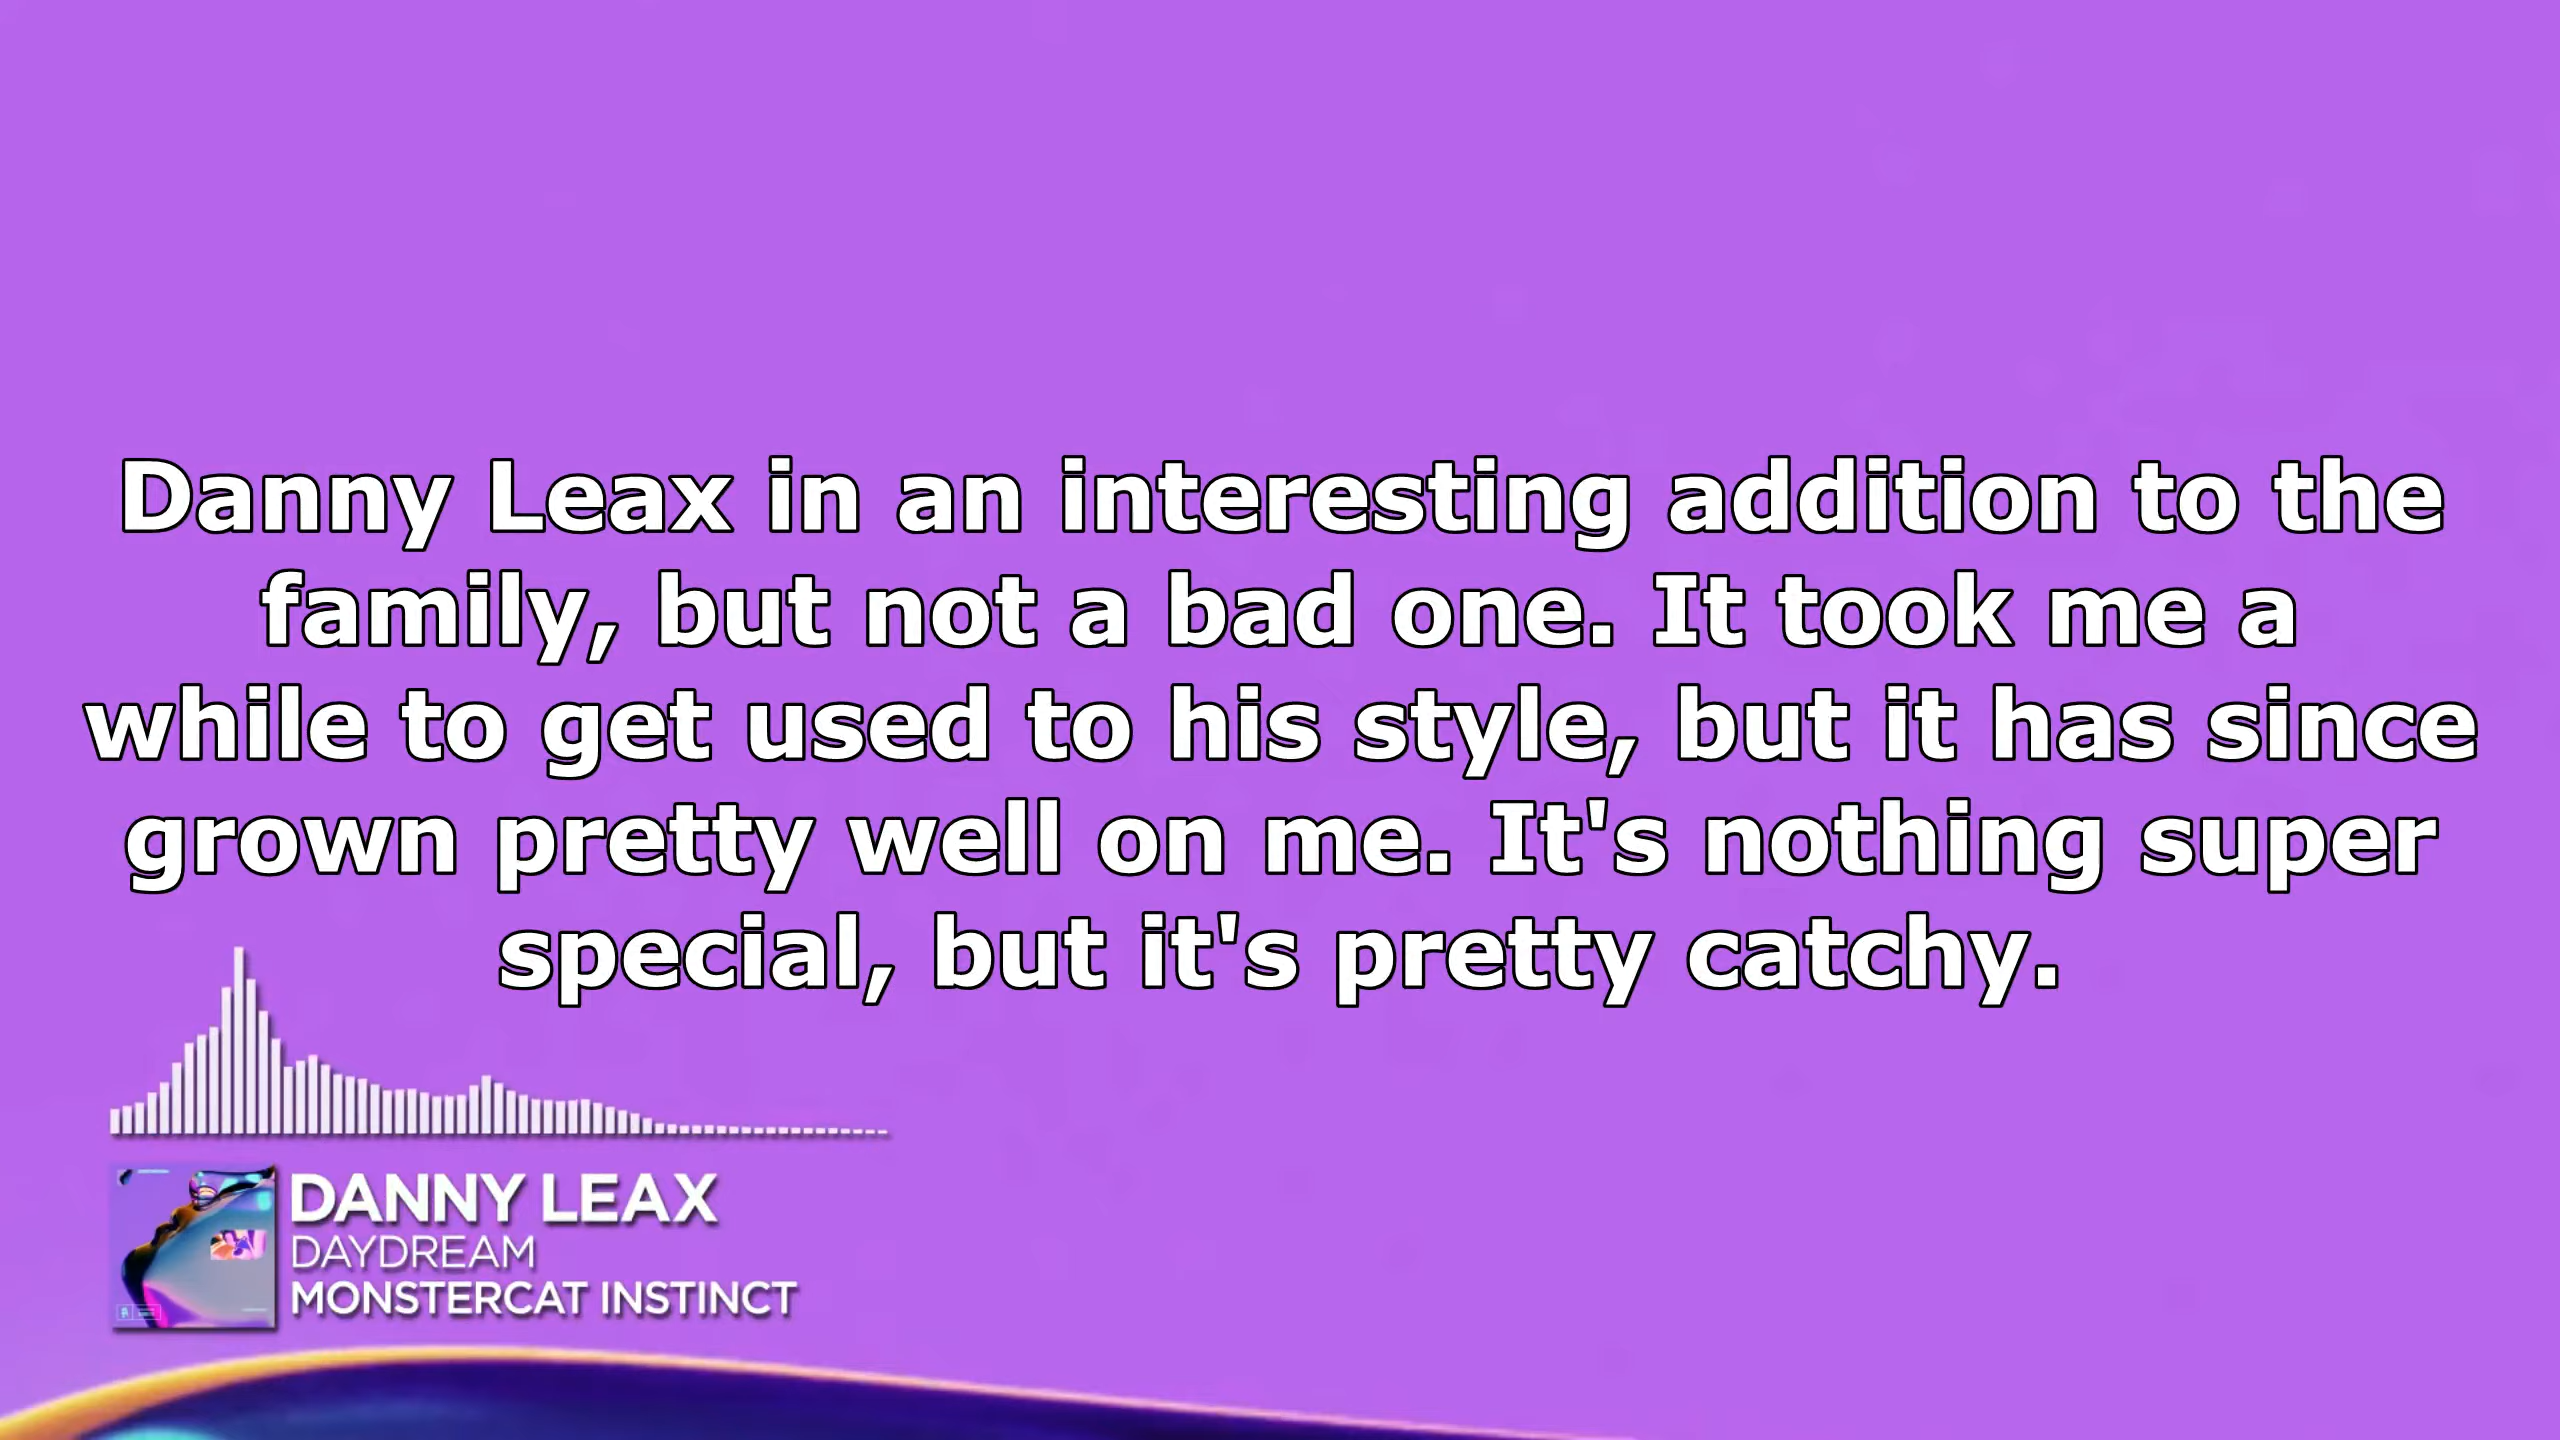 Danny Leax in an interesting addition to the
family, but not a bad one. It took me a
while to get used to his style, but it has since
grown pretty well on me. It's nothing super
special, but it's pretty catchy.
DANNY LEAX
DAYDREAM
MONSTERCAT INSTINCT